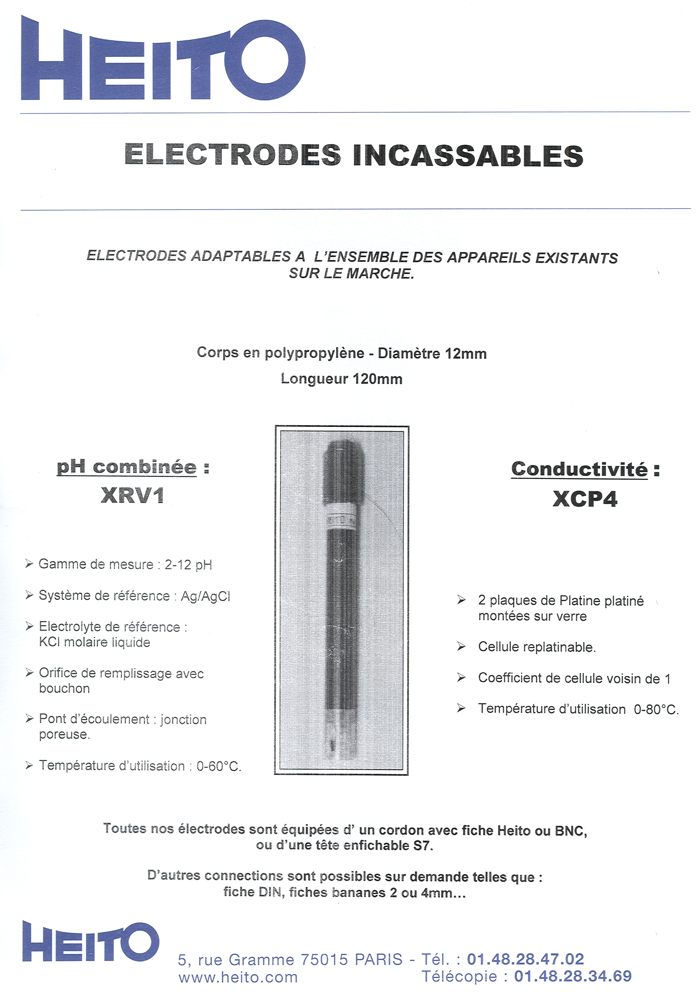 HEITO
ELECTRODES INCASSABLES
ELECTRODES ADAPTABLES A L'ENSEMBLE DES APPAREILS EXISTANTS
SUR LE MARCHE.
Corps en polypropylène - Diamètre 12mm
Longueur 120mm
pH combinée :
XRV1
➢ Gamme de mesure : 2-12 pH
➢ Système de référence : Ag/AgCl
➢ Electrolyte de référence :
KCl molaire liquide
➢ Orifice de remplissage avec
bouchon
➢ Pont d'écoulement : jonction
poreuse.
➢ Température d'utilisation : 0-60°C.
Conductivité :
XCP4
➢ 2 plaques de Platine platiné
montées sur verre
➢ Cellule replatinable.
➢ Coefficient de cellule voisin de 1
➢ Température d'utilisation 0-80°C.
Toutes nos électrodes sont équipées d' un cordon avec fiche Heito ou BNC,
ou d'une tête enfichable S7.
D'autres connections sont possibles sur demande telles que :
fiche DIN, fiches bananes 2 ou 4mm...
HEITO
5, rue Gramme 75015 PARIS - Tél. : 01.48.28.47.02
www.heito.com Télécopie : 01.48.28.34.69